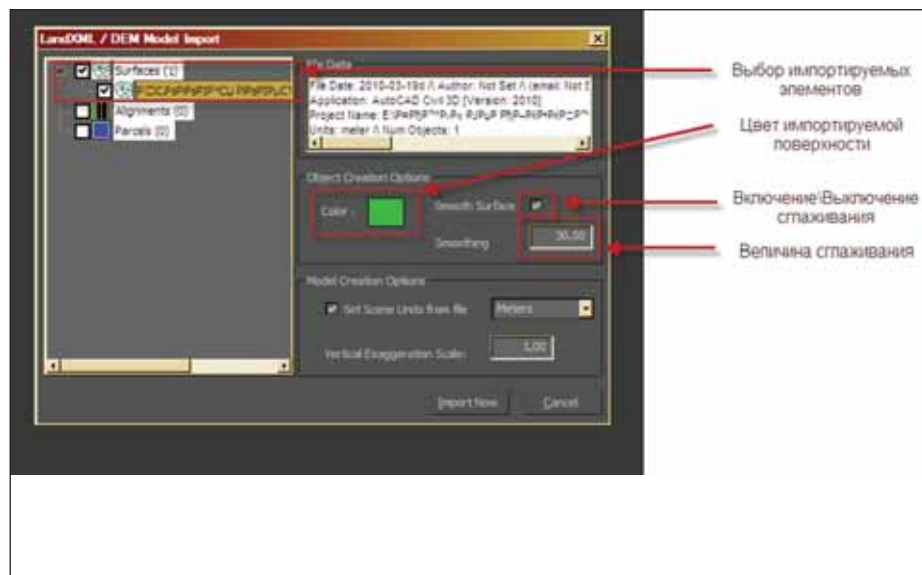 LandXML / DEM Model Import
Surfaces (1)
Alignments (0)
Parcels (0)
File Data
File Date: 2010-03-19 Author: Not Set (email: Not S
Application: AutoCAD Civil 3D [Version: 2010]
Project Name:
Units: meter Num Objects: 1
Object Creation Options
Color :
Smooth Surface
Smoothing
30,00
Model Creation Options
Set Scene Units from file
Meters
Vertical Exaggeration Scale:
1,00
Import Now
Cancel
Выбор импортируемых
элементов
Цвет импортируемой
поверхности
Включение\Выключение
сглаживания
Величина сглаживания